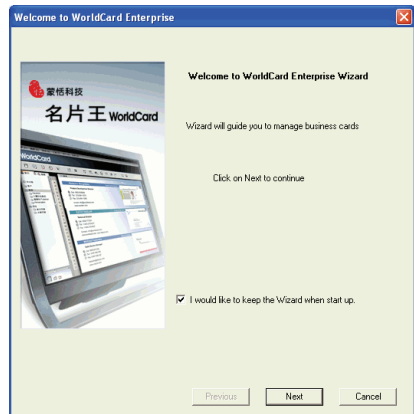 Welcome to WorldCard Enterprise
蒙恬科技
名片王 WorldCard
WorldCard
Welcome to WorldCard Enterprise Wizard
Wizard will guide you to manage business cards
Click on Next to continue
I would like to keep the Wizard when start up.
Previous
Next
Cancel